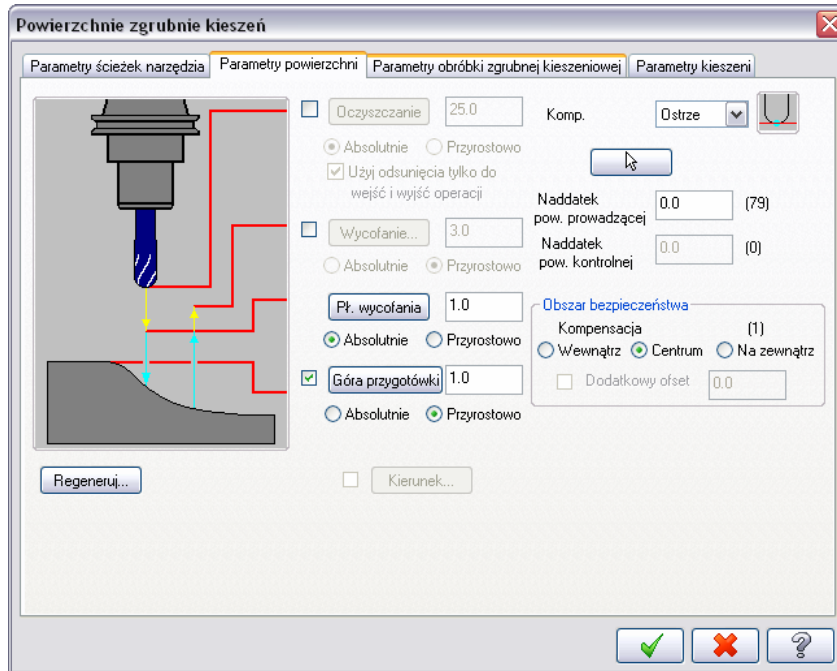 Powierzchnie zgrubnie kieszeń
Parametry ścieżek narzędzia
Parametry powierzchni
Parametry obróbki zgrubnej kieszeniowej
Parametry kieszeni
Oczyszczanie
25.0
Absolutnie
Przyrostowo
Użyj odsunięcia tylko do
wejść i wyjść operacji
Wycofanie...
3.0
Absolutnie
Przyrostowo
Pł. wycofania
1.0
Absolutnie
Przyrostowo
Góra przygotówki
1.0
Absolutnie
Przyrostowo
Komp.
Ostrze
Naddatek
pow. prowadzącej
0.0
(79)
Naddatek
pow. kontrolnej
0.0
(0)
Obszar bezpieczeństwa
Kompensacja
(1)
Wewnątrz
Centrum
Na zewnątrz
Dodatkowy ofset
0.0
Regeneruj...
Kierunek...